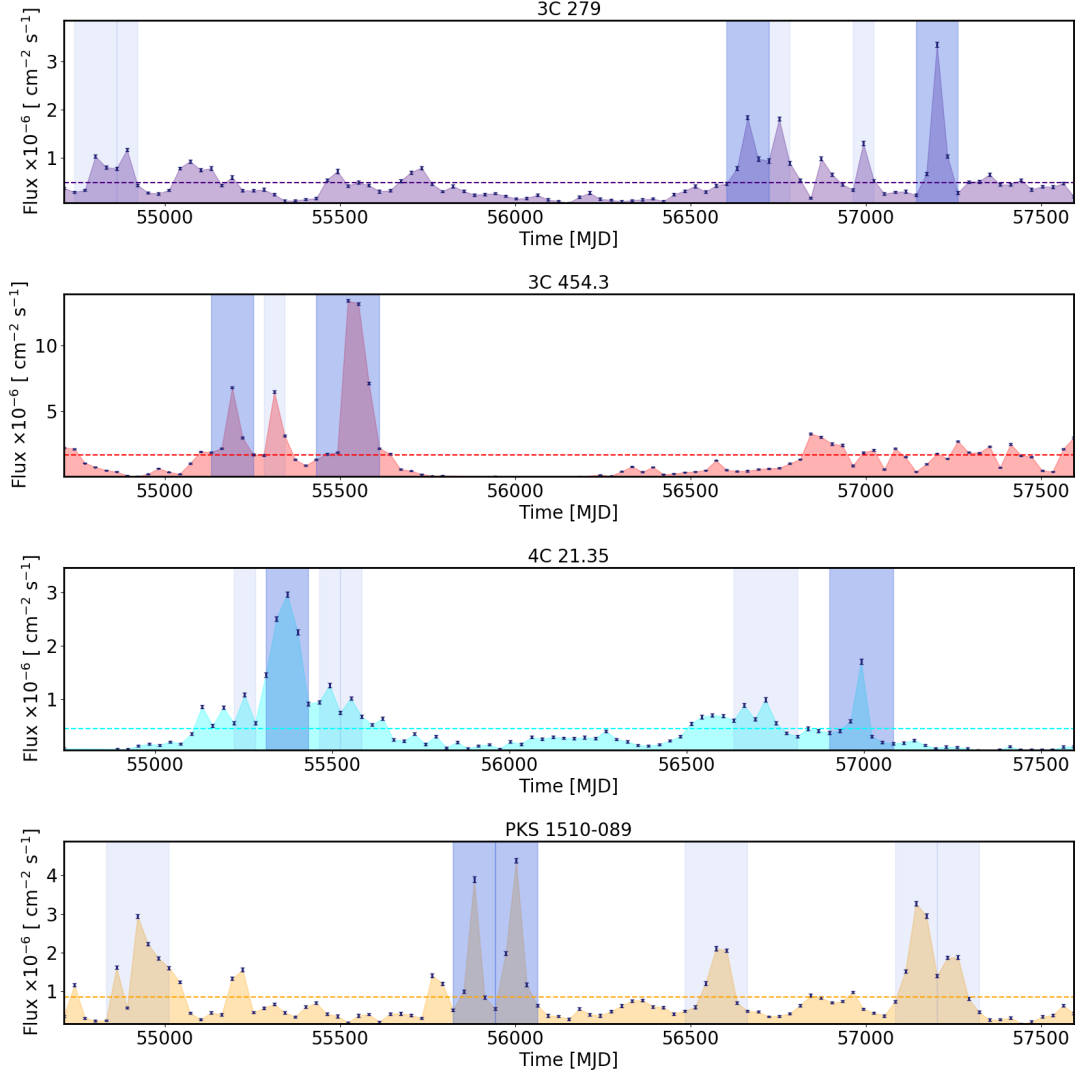 3C 279
Flux ×10⁻⁶ [ cm⁻² s⁻¹]
3
2
1
55000 55500 56000 56500 57000 57500
Time [MJD]
3C 454.3
Flux ×10⁻⁶ [ cm⁻² s⁻¹]
10
5
55000 55500 56000 56500 57000 57500
Time [MJD]
4C 21.35
Flux ×10⁻⁶ [ cm⁻² s⁻¹]
3
2
1
55000 55500 56000 56500 57000 57500
Time [MJD]
PKS 1510-089
Flux ×10⁻⁶ [ cm⁻² s⁻¹]
4
3
2
1
55000 55500 56000 56500 57000 57500
Time [MJD]